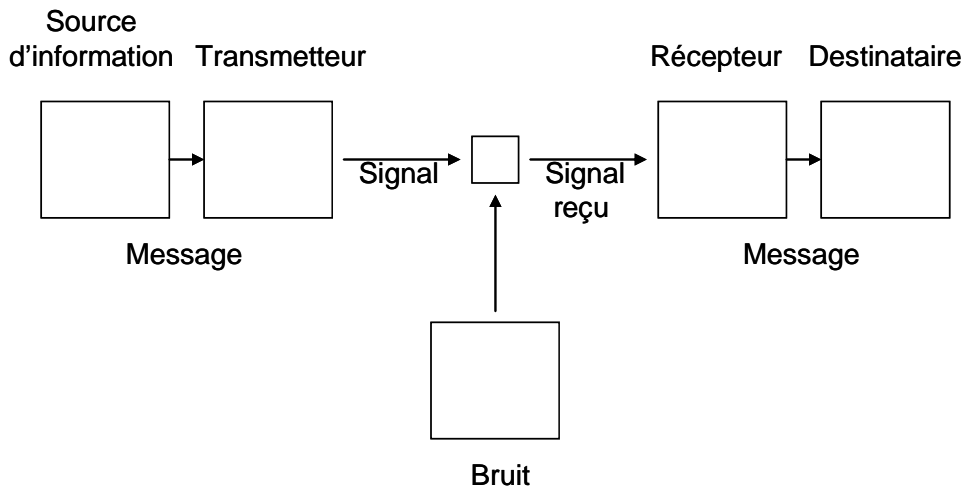 Source
d’information
Transmetteur
Récepteur
Destinataire
Signal
Signal
reçu
Message
Message
Bruit